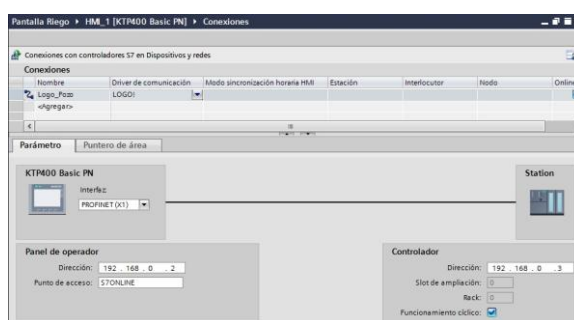 Pantalla Riego ▸ HMI_1 [KTP400 Basic PN] ▸ Conexiones
Conexiones con controladores S7 en Dispositivos y redes
Conexiones
Nombre Driver de comunicación Modo sincronización horaria HMI Estación Interlocutor Nodo Online
Logo_Pozo LOGO!
<Agregar>
Parámetro Puntero de área
KTP400 Basic PN Station
Interfaz:
PROFINET (X1)
Panel de operador Controlador
Dirección: 192 . 168 . 0 . 2 Dirección: 192 . 168 . 0 . 3
Punto de acceso: S7ONLINE Slot de ampliación: 0
Rack: 0
Funcionamiento cíclico: